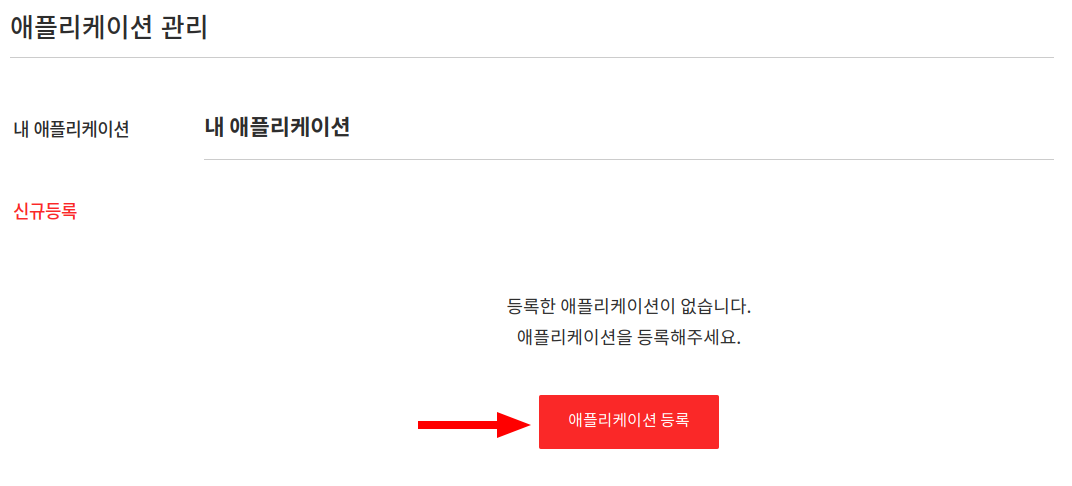 애플리케이션 관리
내 애플리케이션
내 애플리케이션
신규등록
등록한 애플리케이션이 없습니다.
애플리케이션을 등록해주세요.
애플리케이션 등록